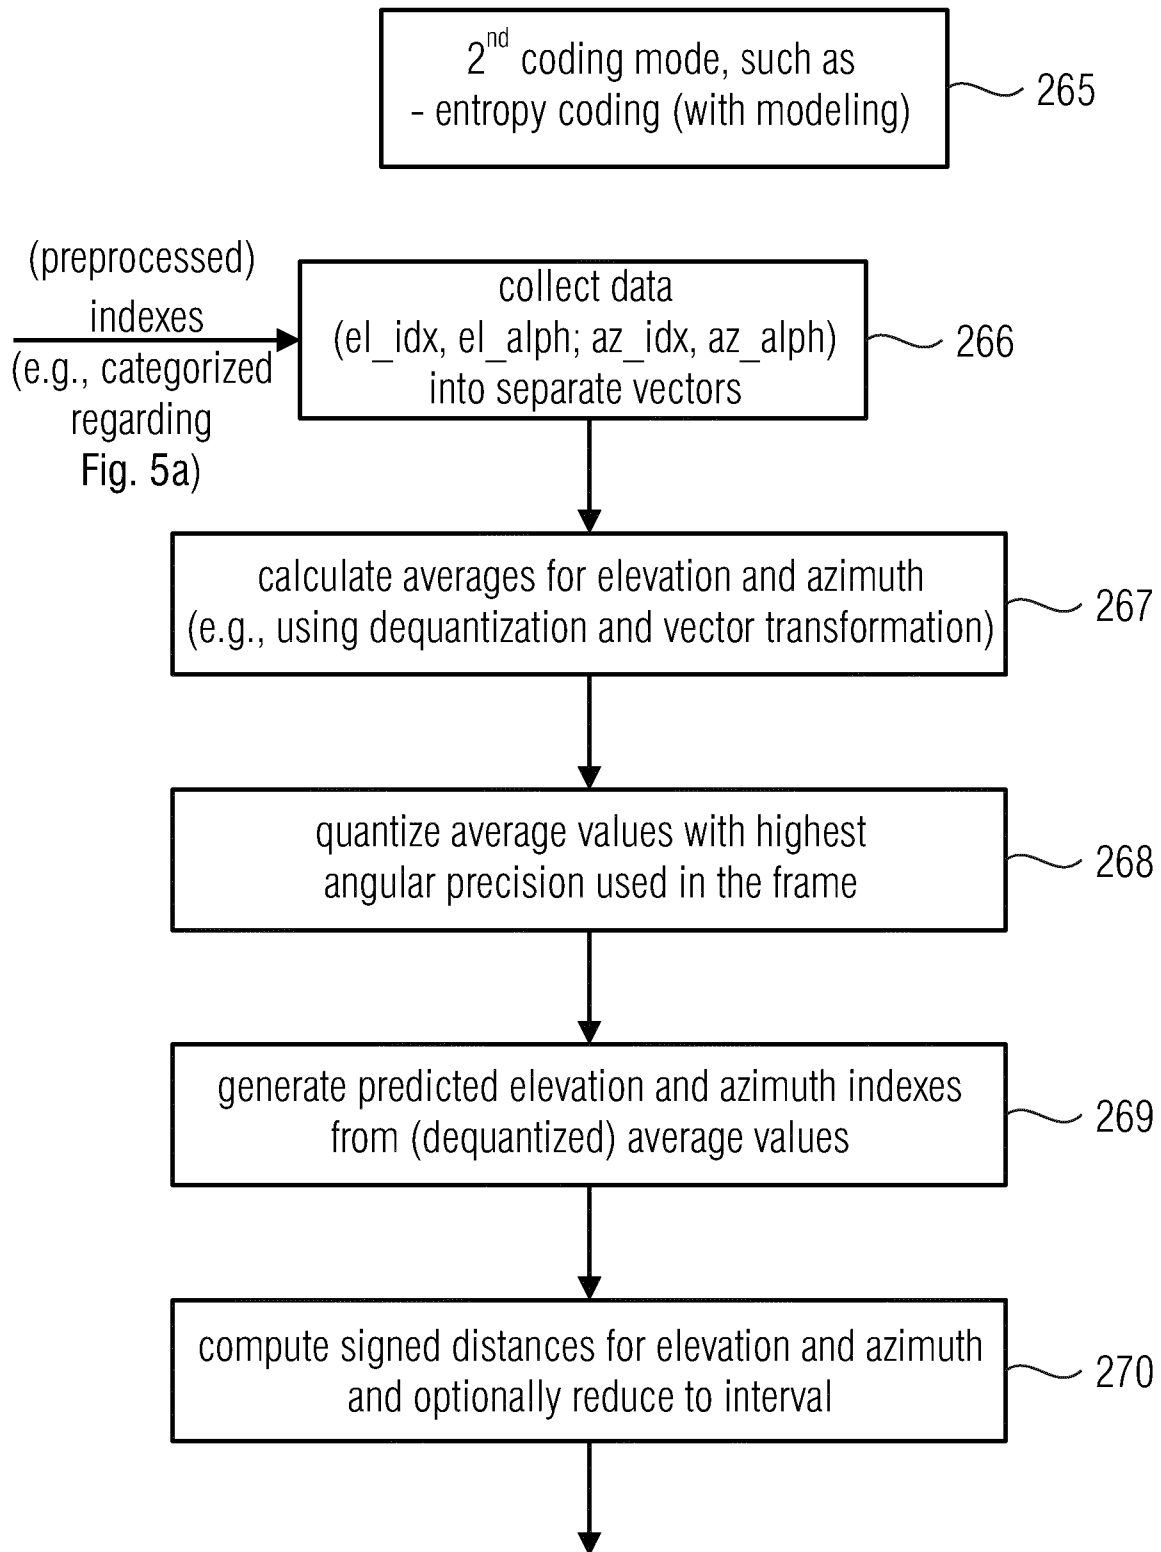 2nd coding mode, such as
- entropy coding (with modeling)
265
(preprocessed)
indexes
(e.g., categorized
regarding
Fig. 5a)
collect data
(el_idx, el_alph; az_idx, az_alph)
into separate vectors
266
calculate averages for elevation and azimuth
(e.g., using dequantization and vector transformation)
267
quantize average values with highest
angular precision used in the frame
268
generate predicted elevation and azimuth indexes
from (dequantized) average values
269
compute signed distances for elevation and azimuth
and optionally reduce to interval
270